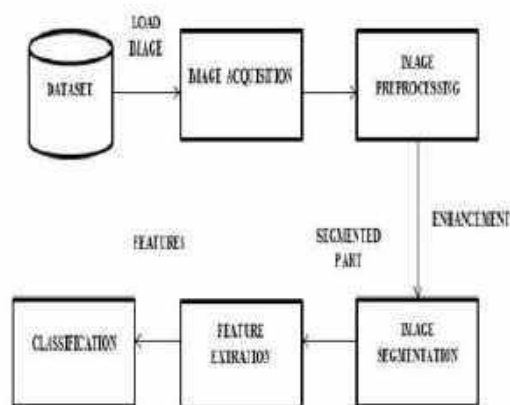 LOAD
IMAGE
DATASET
IMAGE ACQUISITION
IMAGE
PREPROCESSING
ENHANCEMENT
FEATURES
SEGMENTED
PART
CLASSIFICATION
FEATURE
EXTRATION
IMAGE
SEGMENTATION